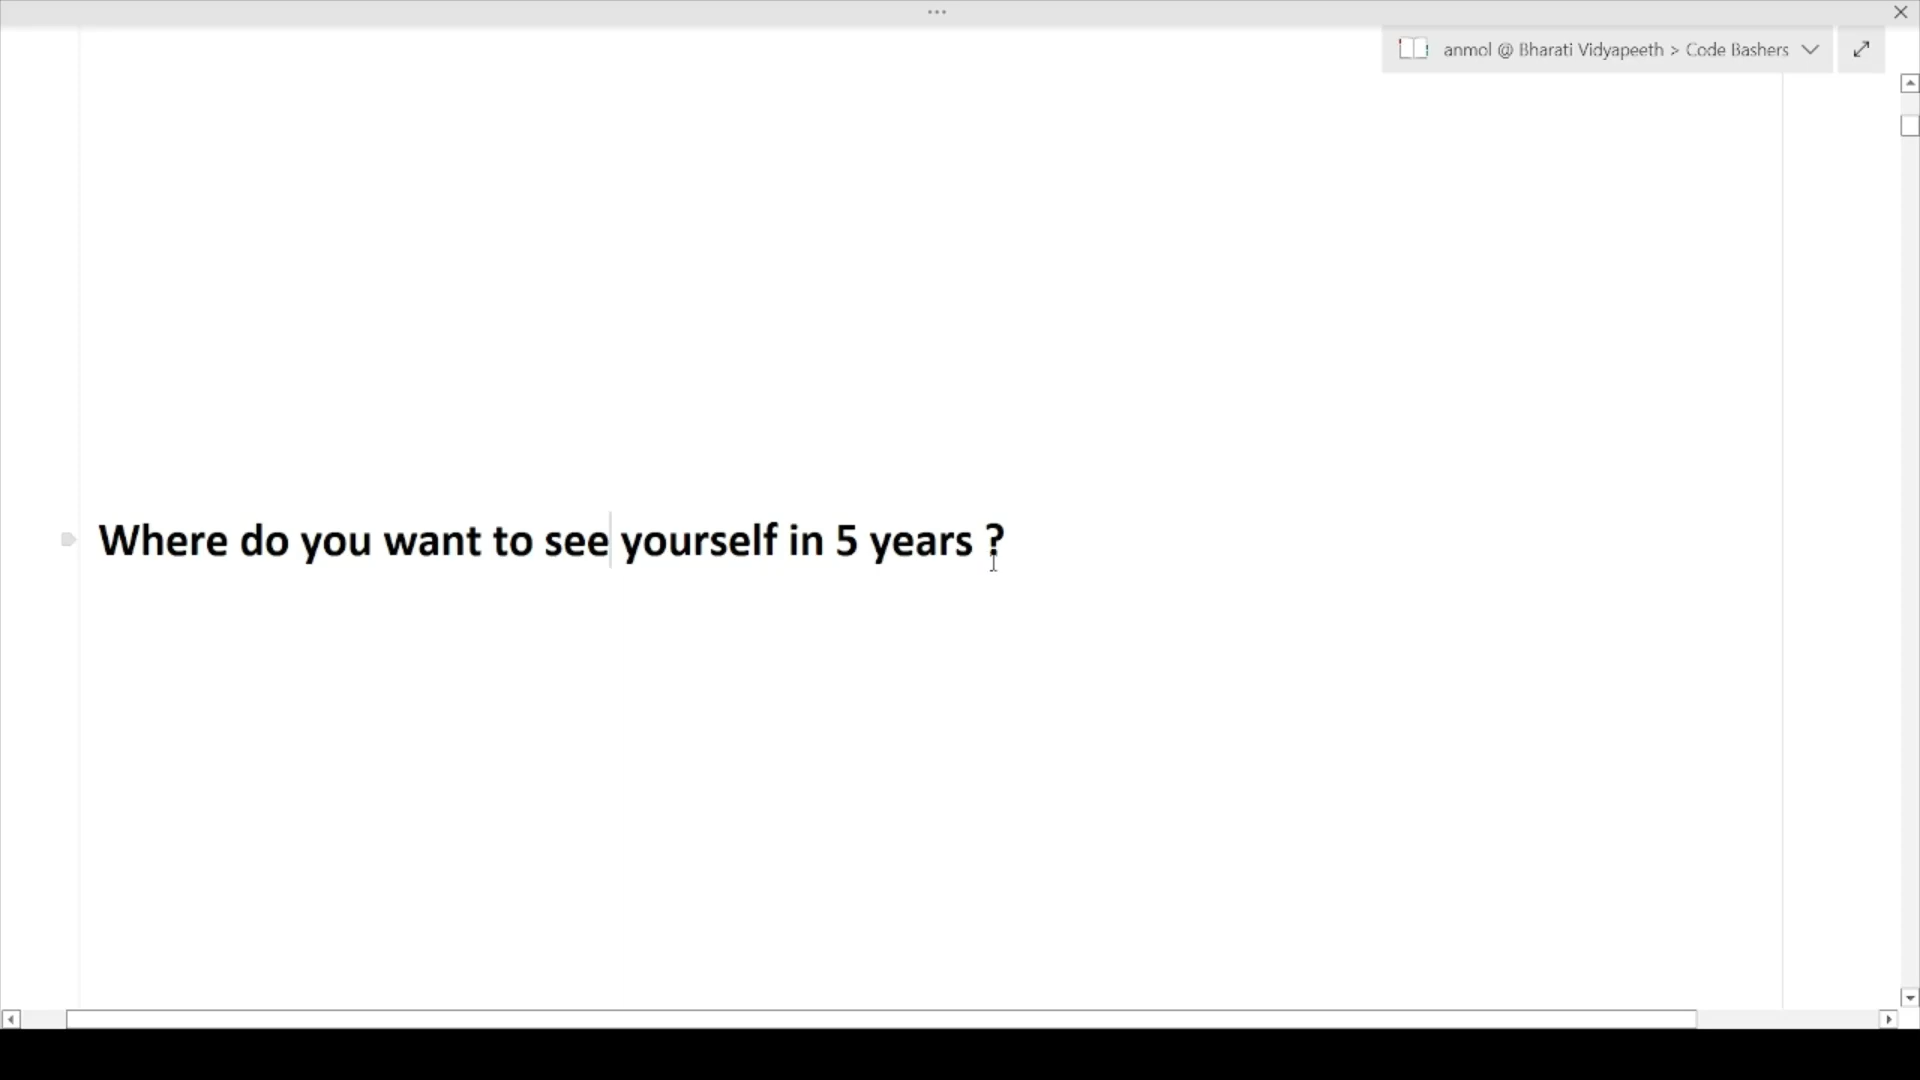 anmol @ Bharati Vidyapeeth > Code Bashers
Where do you want to see yourself in 5 years ?